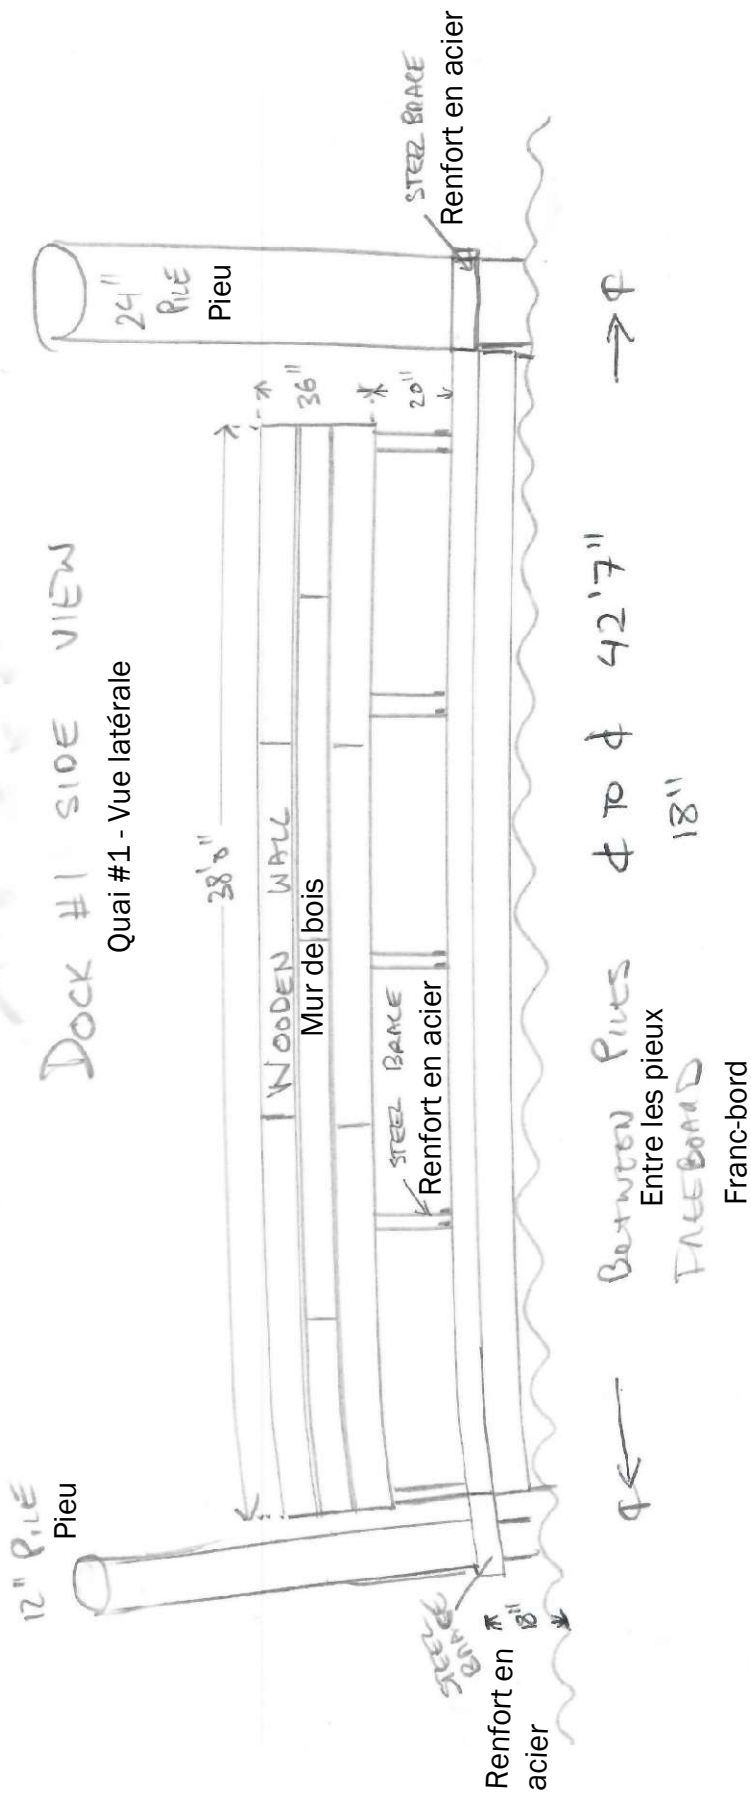 DOCK #1 SIDE VIEW
Quai #1 - Vue latérale
12" PILE
Pieu
24"
PILE
Pieu
38'0"
WOODEN WALL
Mur de bois
36"
20"
STEEL BRACE
Renfort en acier
STEEL BRACE
Renfort en acier
STEEL
BRACE
Renfort en
acier
18"
BETWEEN PILES
Entre les pieux
℄ TO ℄ 42'7"
FREEBOARD
18"
Franc-bord
℄
℄